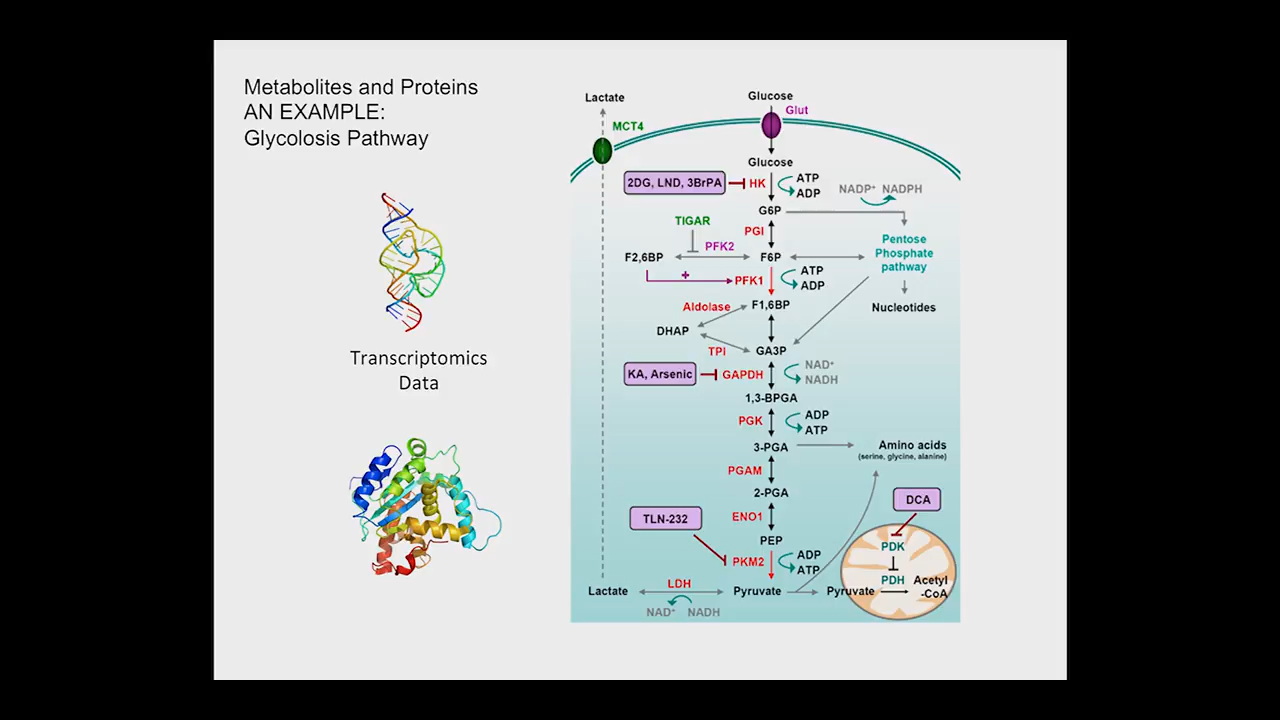 Metabolites and Proteins
AN EXAMPLE:
Glycolosis Pathway
Transcriptomics
Data
Lactate
Glucose
Glut
MCT4
Glucose
2DG, LND, 3BrPA
HK
ATP
ADP
NADP+ NADPH
G6P
TIGAR
PGI
Pentose
Phosphate
pathway
PFK2
F2,6BP
F6P
+
PFK1
ATP
ADP
Aldolase
F1,6BP
Nucleotides
DHAP
TPI
GA3P
KA, Arsenic
GAPDH
NAD+
NADH
1,3-BPGA
PGK
ADP
ATP
3-PGA
Amino acids
(serine, glycine, alanine)
PGAM
2-PGA
DCA
TLN-232
ENO1
PEP
PDK
PKM2
ADP
ATP
LDH
PDH
Acetyl
-CoA
Lactate
Pyruvate
Pyruvate
NAD+ NADH